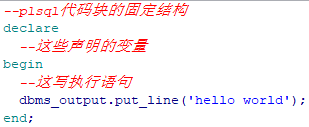 --plsql代码块的固定结构
declare
--这些声明的变量
begin
--这写执行语句
dbms_output.put_line('hello world');
end;